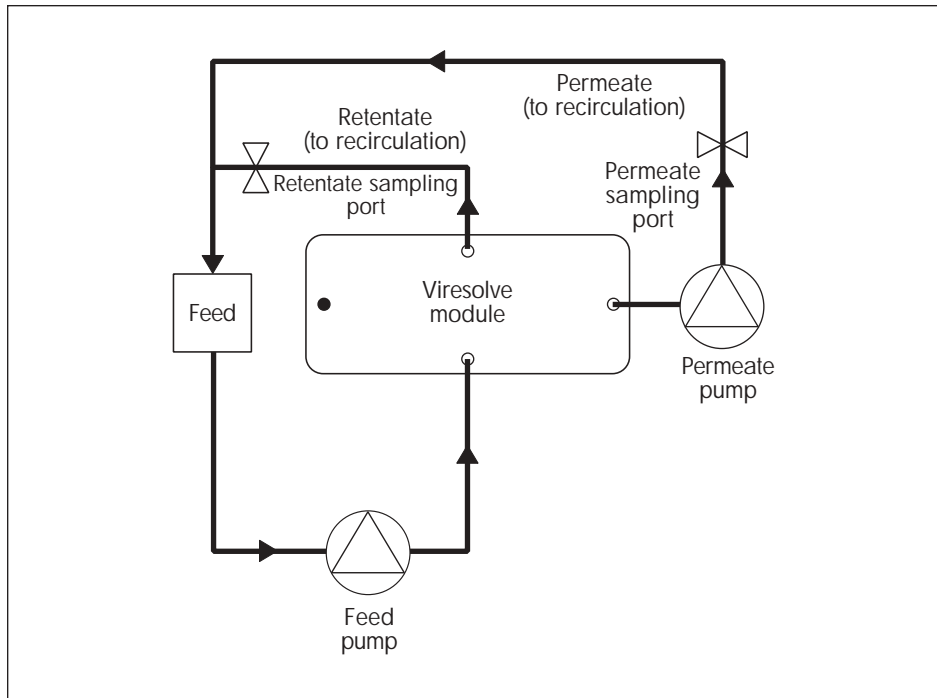 Permeate
(to recirculation)
Retentate
(to recirculation)
Retentate sampling
port
Permeate
sampling
port
Feed
Viresolve
module
Permeate
pump
Feed
pump